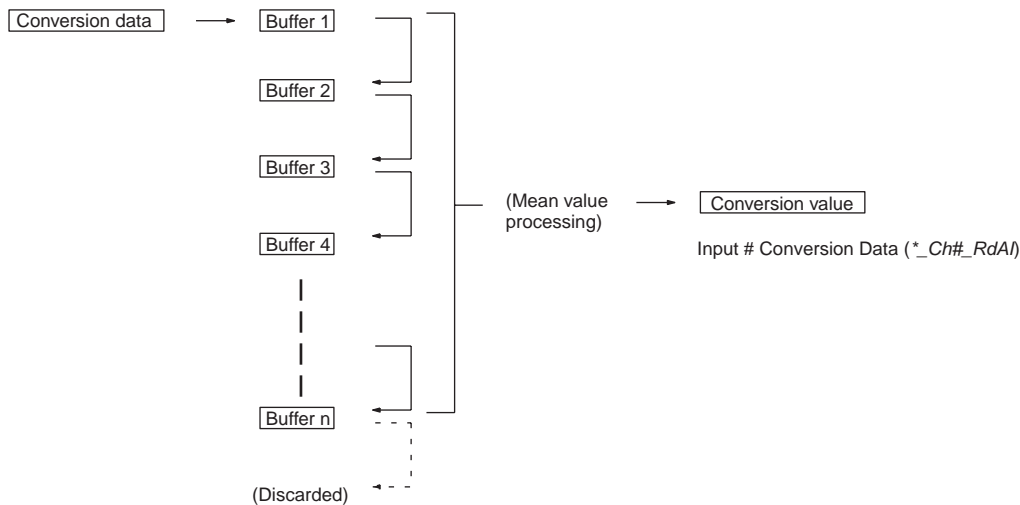 Conversion data
Buffer 1
Buffer 2
Buffer 3
Buffer 4
Buffer n
(Discarded)
(Mean value
processing)
Conversion value
Input # Conversion Data (*_Ch#_RdAI)